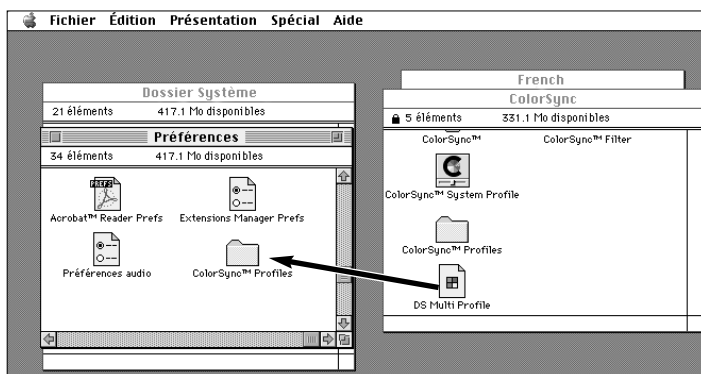 Fichier Édition Présentation Spécial Aide
Dossier Système
21 éléments 417.1 Mo disponibles
Préférences
34 éléments 417.1 Mo disponibles
PREFS
Acrobat™ Reader Prefs Extensions Manager Prefs
Préférences audio ColorSync™ Profiles
French
ColorSync
5 éléments 331.1 Mo disponibles
ColorSync™ ColorSync™ Filter
ColorSync™ System Profile
ColorSync™ Profiles
DS Multi Profile